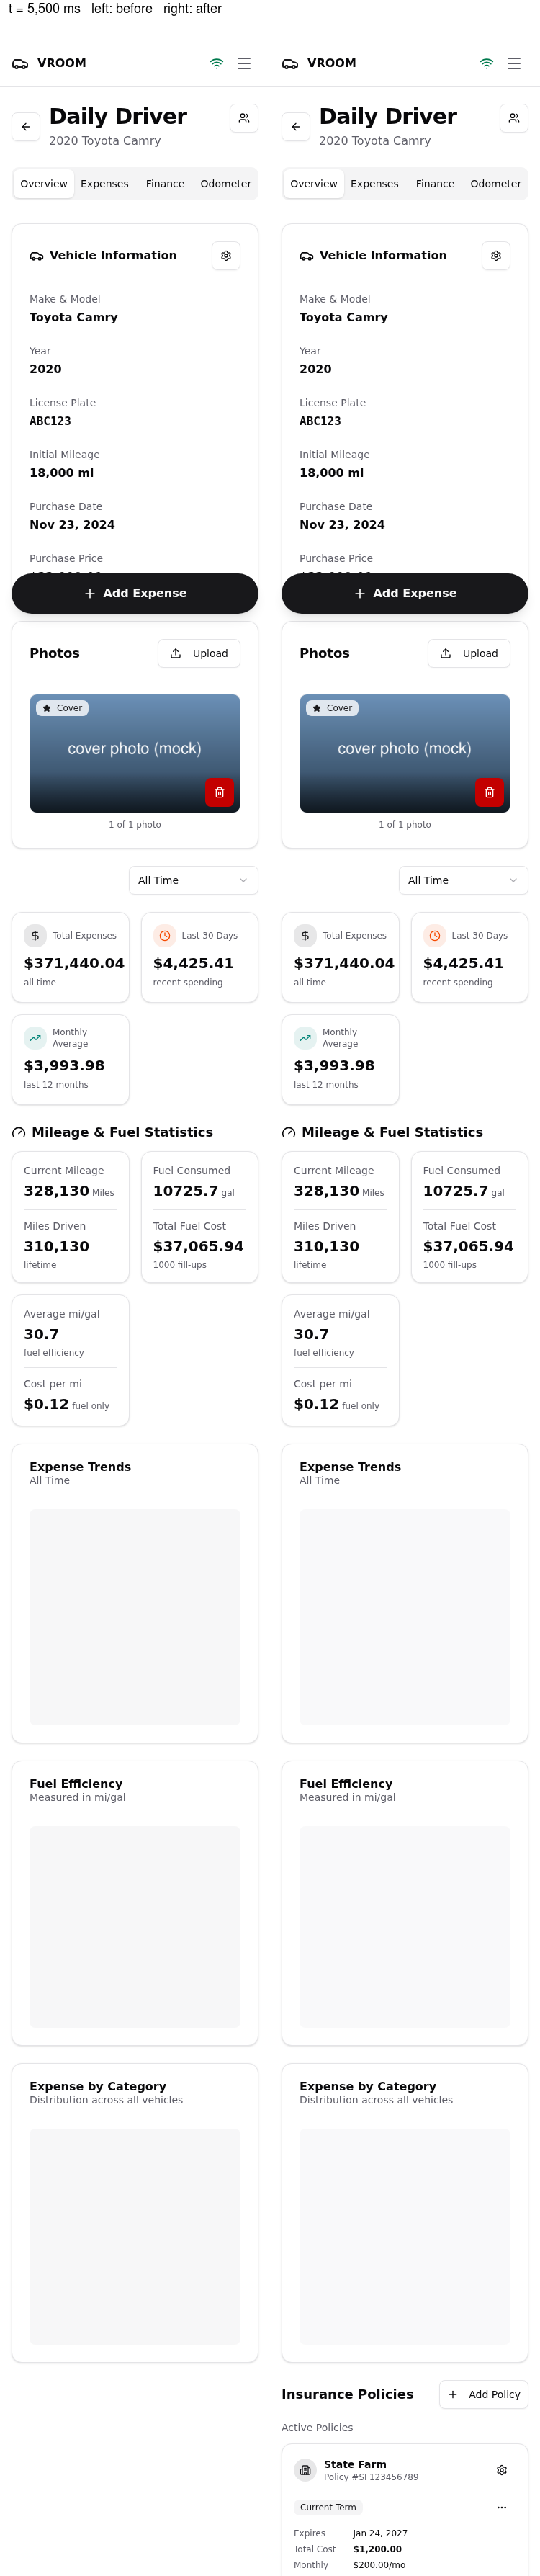 t = 5,500 ms   left: before   right: after
VROOM
Daily Driver
2020 Toyota Camry
Overview Expenses Finance Odometer
Vehicle Information
Make & Model
Toyota Camry
Year
2020
License Plate
ABC123
Initial Mileage
18,000 mi
Purchase Date
Nov 23, 2024
Purchase Price
+ Add Expense
Photos
Upload
Cover
cover photo (mock)
1 of 1 photo
All Time
Total Expenses
$371,440.04
all time
Last 30 Days
$4,425.41
recent spending
Monthly
Average
$3,993.98
last 12 months
Mileage & Fuel Statistics
Current Mileage
328,130 Miles
Miles Driven
310,130
lifetime
Fuel Consumed
10725.7 gal
Total Fuel Cost
$37,065.94
1000 fill-ups
Average mi/gal
30.7
fuel efficiency
Cost per mi
$0.12 fuel only
Expense Trends
All Time
Fuel Efficiency
Measured in mi/gal
Expense by Category
Distribution across all vehicles
VROOM
Daily Driver
2020 Toyota Camry
Overview Expenses Finance Odometer
Vehicle Information
Make & Model
Toyota Camry
Year
2020
License Plate
ABC123
Initial Mileage
18,000 mi
Purchase Date
Nov 23, 2024
Purchase Price
+ Add Expense
Photos
Upload
Cover
cover photo (mock)
1 of 1 photo
All Time
Total Expenses
$371,440.04
all time
Last 30 Days
$4,425.41
recent spending
Monthly
Average
$3,993.98
last 12 months
Mileage & Fuel Statistics
Current Mileage
328,130 Miles
Miles Driven
310,130
lifetime
Fuel Consumed
10725.7 gal
Total Fuel Cost
$37,065.94
1000 fill-ups
Average mi/gal
30.7
fuel efficiency
Cost per mi
$0.12 fuel only
Expense Trends
All Time
Fuel Efficiency
Measured in mi/gal
Expense by Category
Distribution across all vehicles
Insurance Policies
+ Add Policy
Active Policies
State Farm
Policy #SF123456789
Current Term
Expires Jan 24, 2027
Total Cost $1,200.00
Monthly $200.00/mo